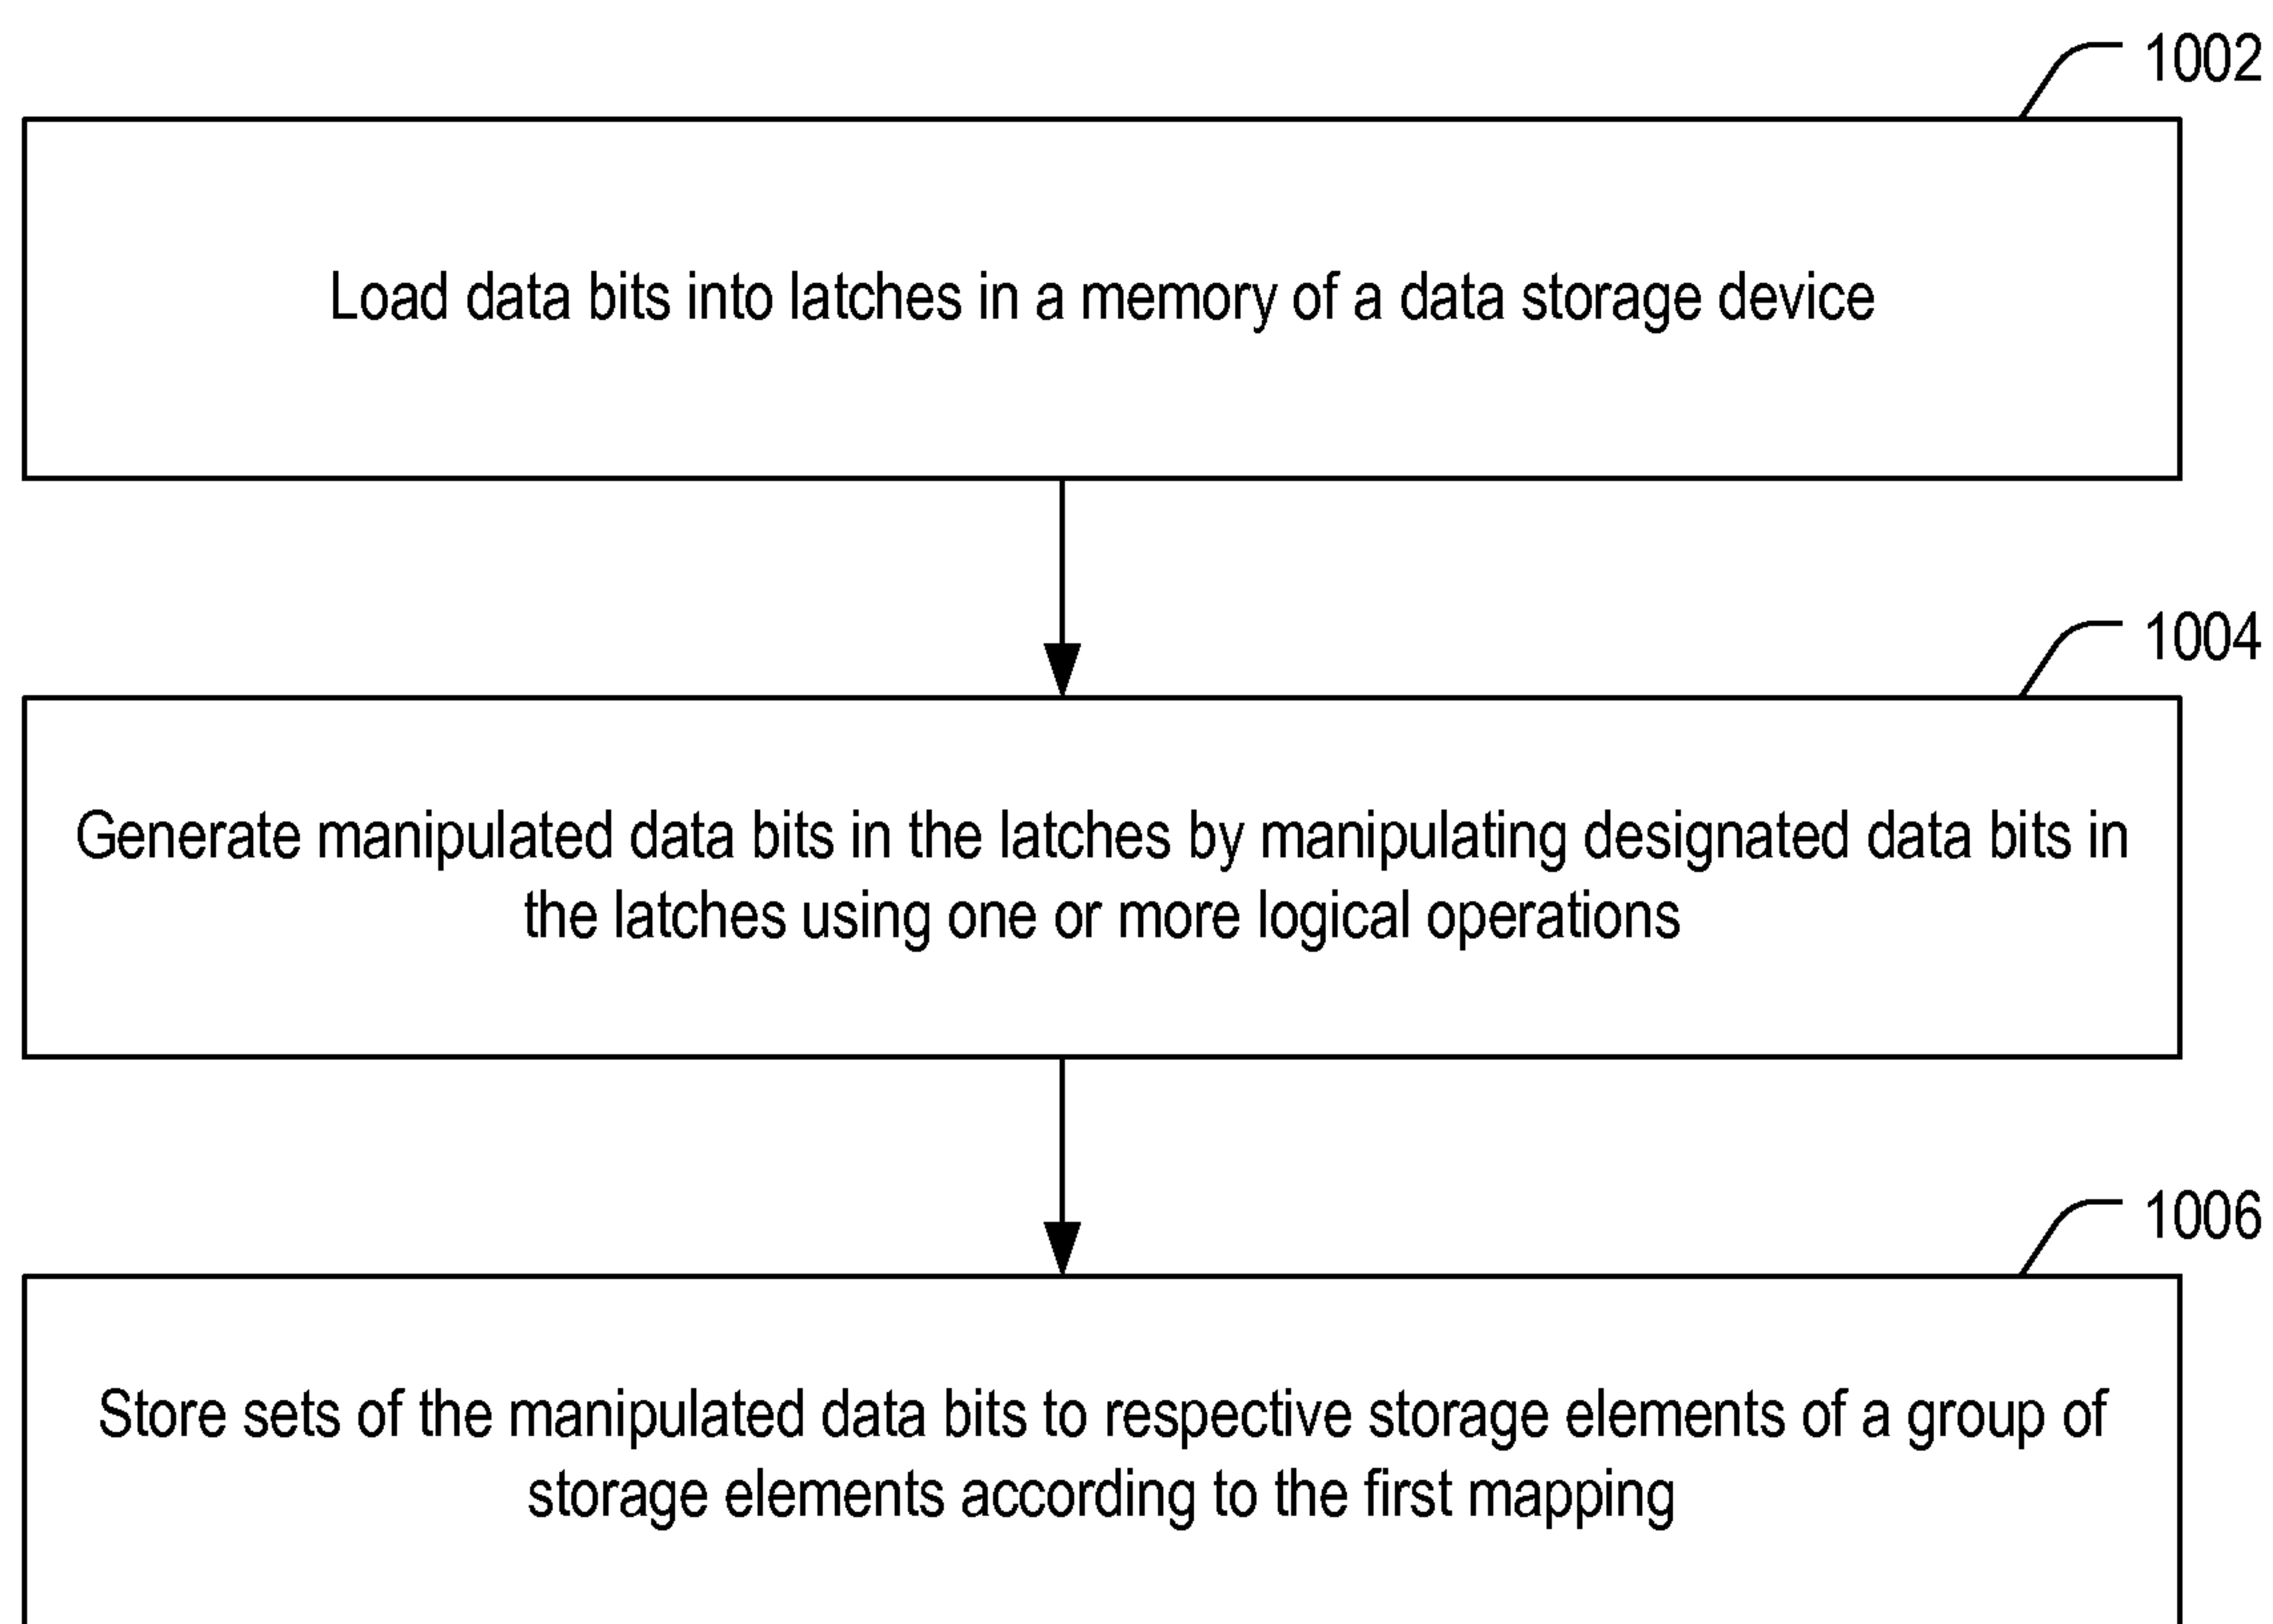 1002
Load data bits into latches in a memory of a data storage device
1004
Generate manipulated data bits in the latches by manipulating designated data bits in
the latches using one or more logical operations
1006
Store sets of the manipulated data bits to respective storage elements of a group of
storage elements according to the first mapping